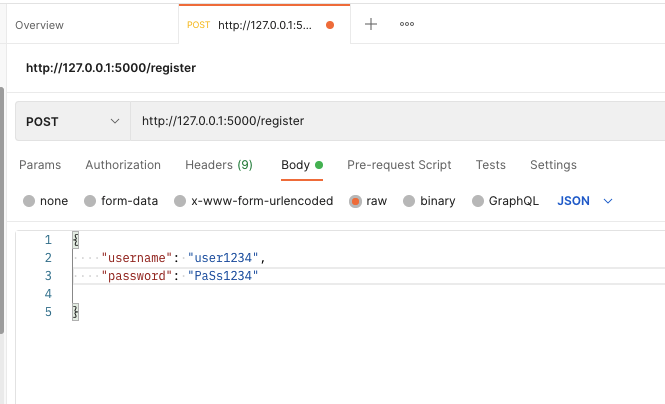 Overview
POST http://127.0.0.1:5...
http://127.0.0.1:5000/register
POST http://127.0.0.1:5000/register
Params Authorization Headers (9) Body Pre-request Script Tests Settings
none form-data x-www-form-urlencoded raw binary GraphQL JSON
1 {
2 "username": "user1234",
3 "password": "PaSs1234"
4
5 }